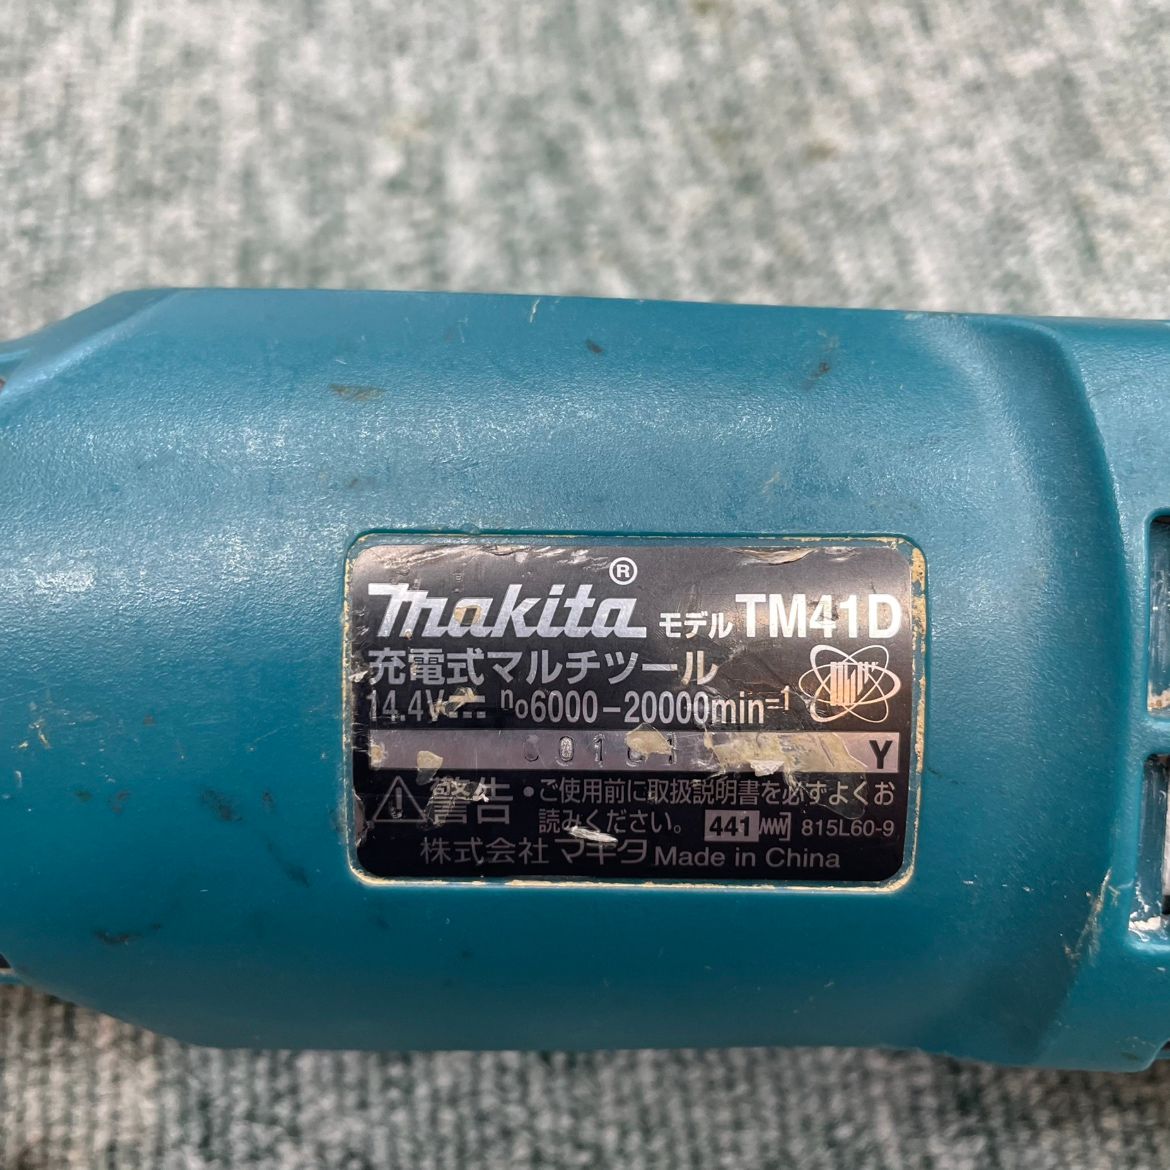 makita® モデル TM41D
充電式マルチツール
14.4V n₀6000-20000min⁻¹
Y
警告 ・ご使用前に取扱説明書を必ずよくお
読みください。 441 815L60-9
株式会社 マキタ Made in China